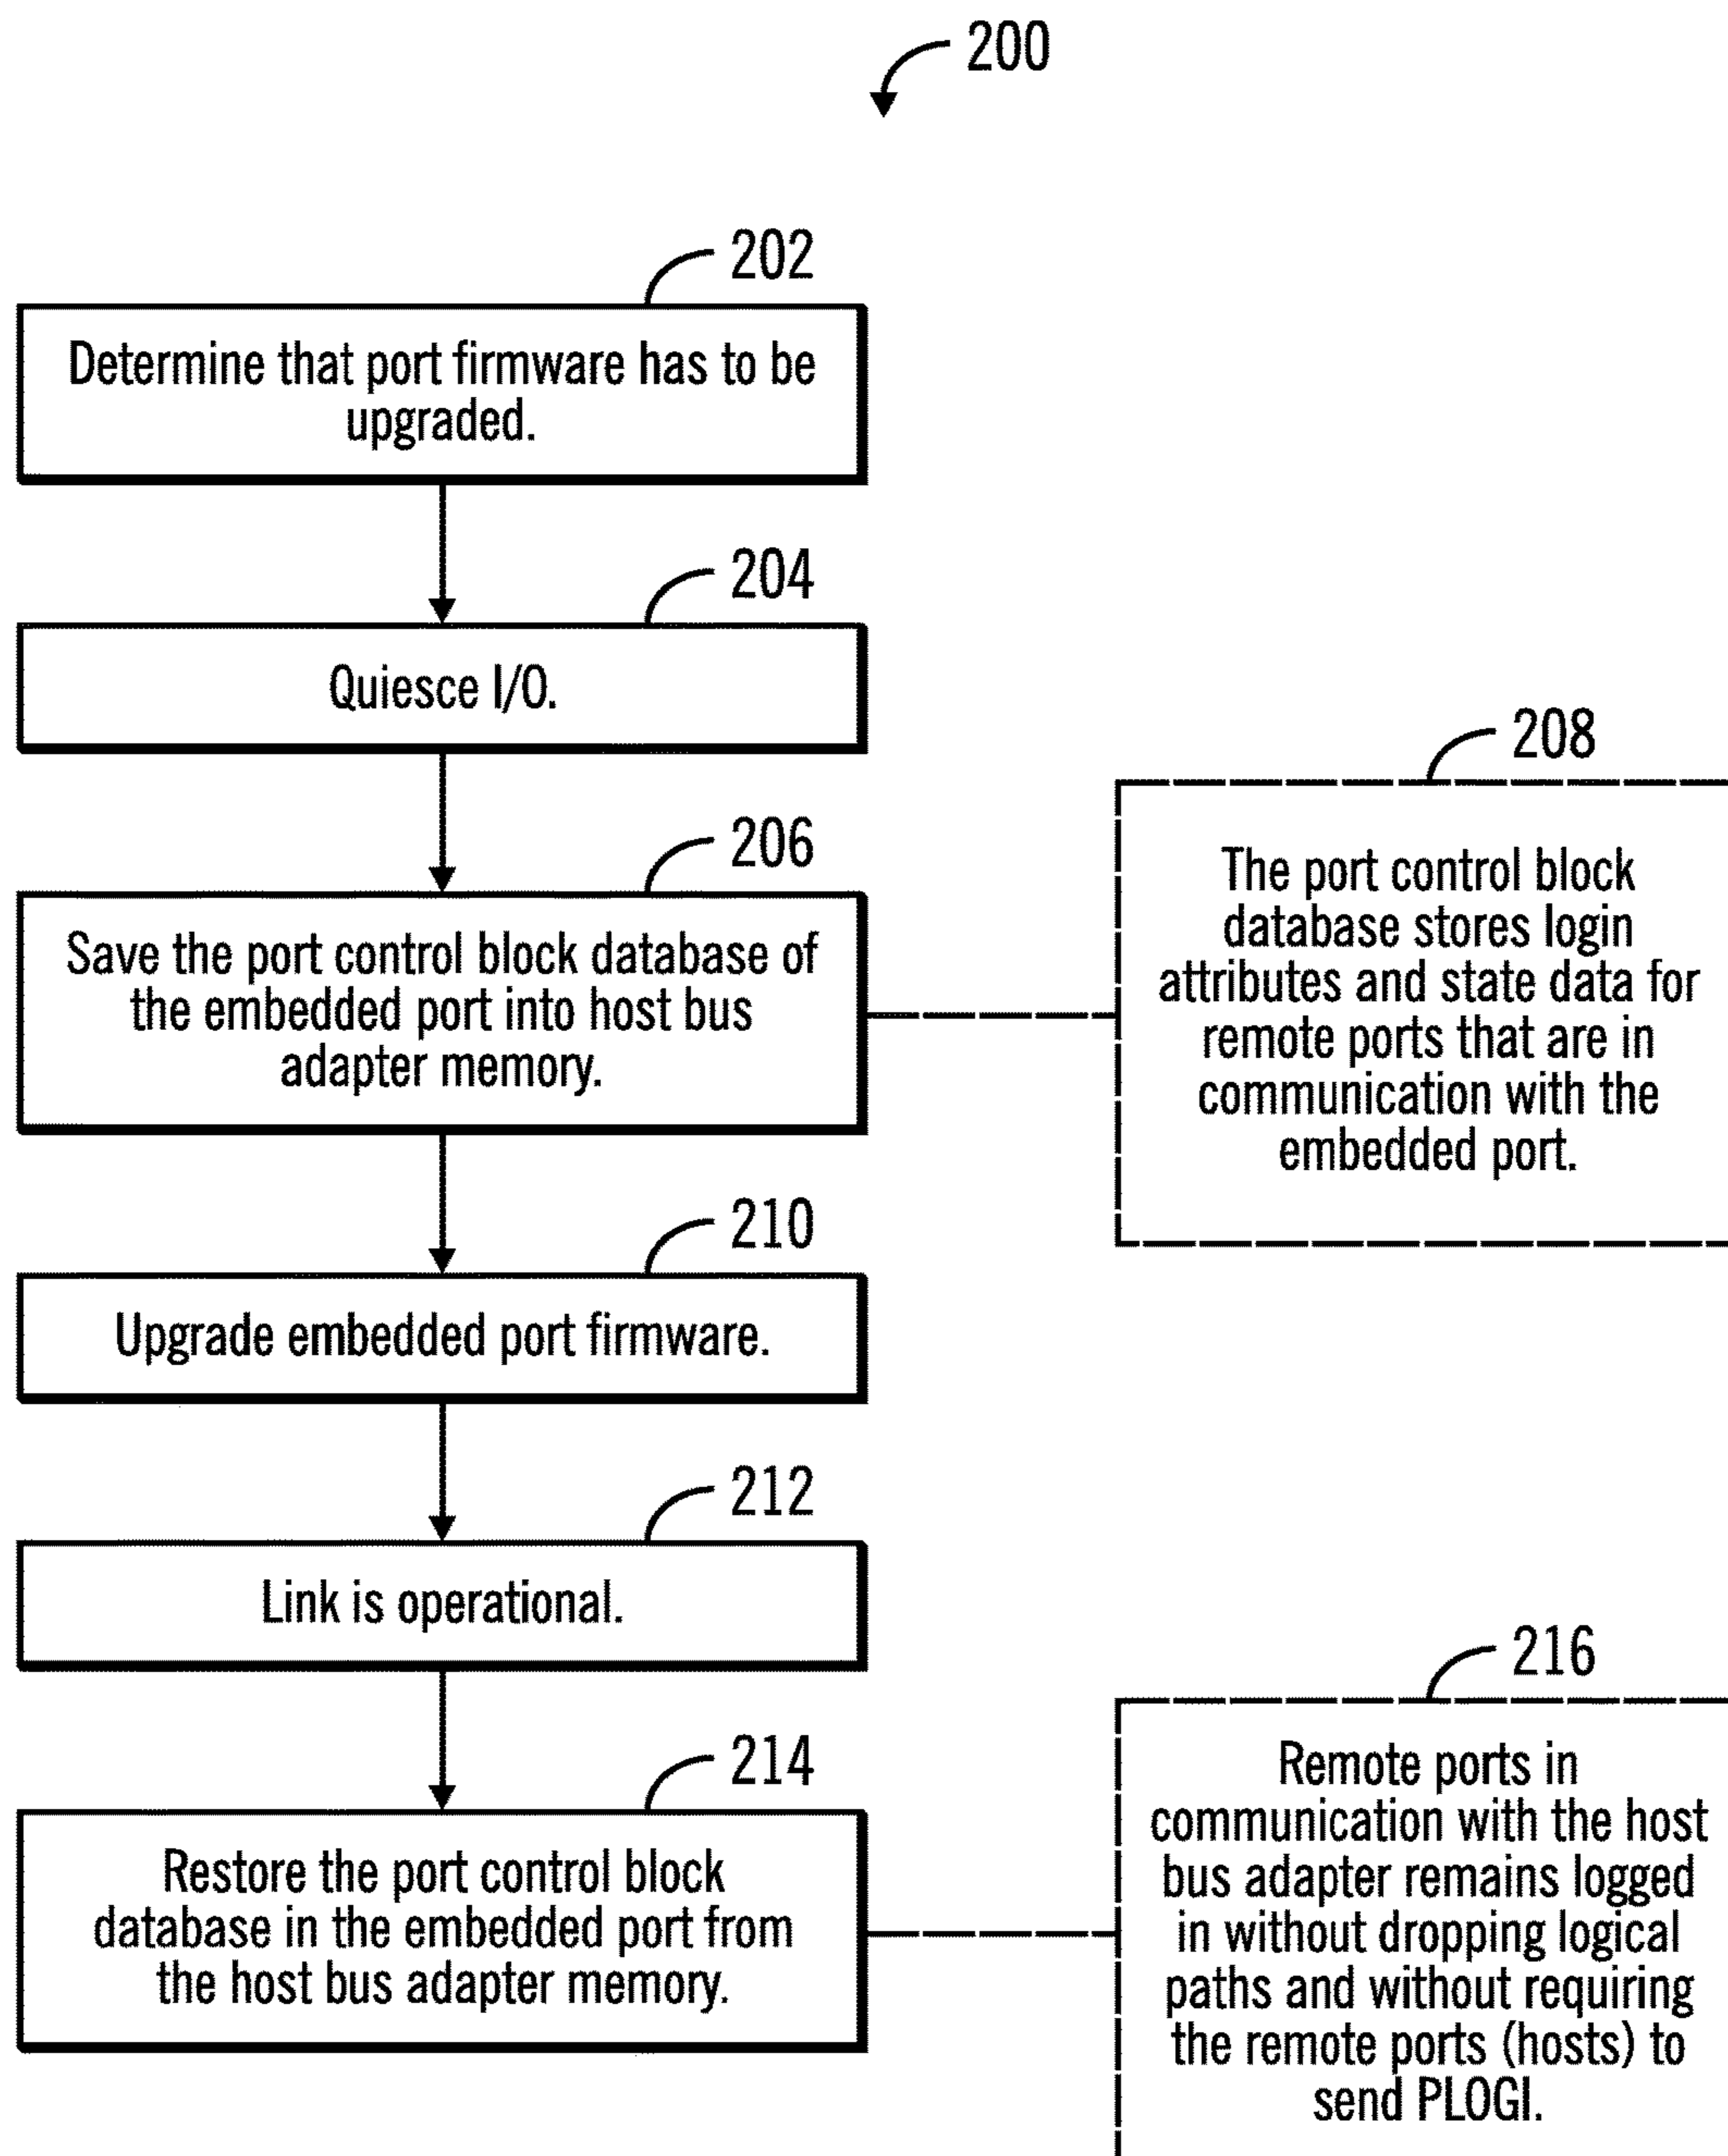 200
202
Determine that port firmware has to be
upgraded.
204
Quiesce I/O.
206
Save the port control block database of
the embedded port into host bus
adapter memory.
208
The port control block
database stores login
attributes and state data for
remote ports that are in
communication with the
embedded port.
210
Upgrade embedded port firmware.
212
Link is operational.
214
Restore the port control block
database in the embedded port from
the host bus adapter memory.
216
Remote ports in
communication with the host
bus adapter remains logged
in without dropping logical
paths and without requiring
the remote ports (hosts) to
send PLOGI.